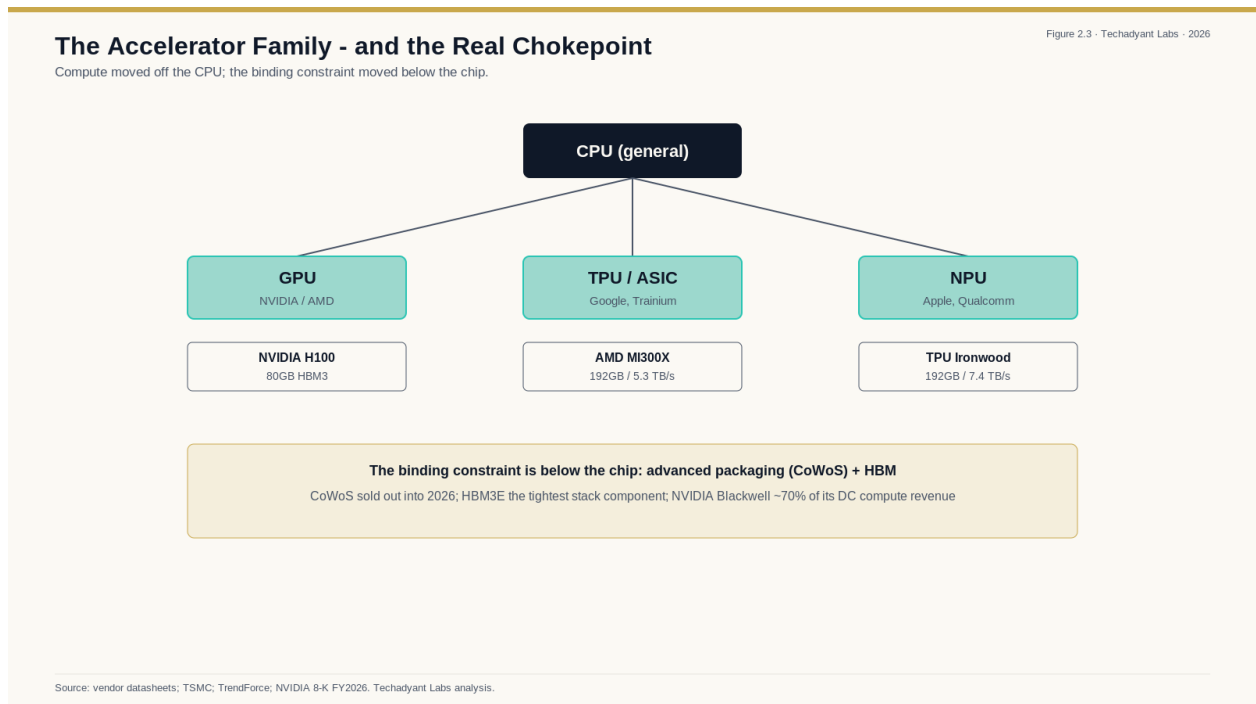 The Accelerator Family - and the Real Chokepoint
Figure 2.3 · Techadyant Labs · 2026
Compute moved off the CPU; the binding constraint moved below the chip.
CPU (general)
GPU
NVIDIA / AMD
TPU / ASIC
Google, Trainium
NPU
Apple, Qualcomm
NVIDIA H100
80GB HBM3
AMD MI300X
192GB / 5.3 TB/s
TPU Ironwood
192GB / 7.4 TB/s
The binding constraint is below the chip: advanced packaging (CoWoS) + HBM
CoWoS sold out into 2026; HBM3E the tightest stack component; NVIDIA Blackwell ~70% of its DC compute revenue
Source: vendor datasheets; TSMC; TrendForce; NVIDIA 8-K FY2026. Techadyant Labs analysis.